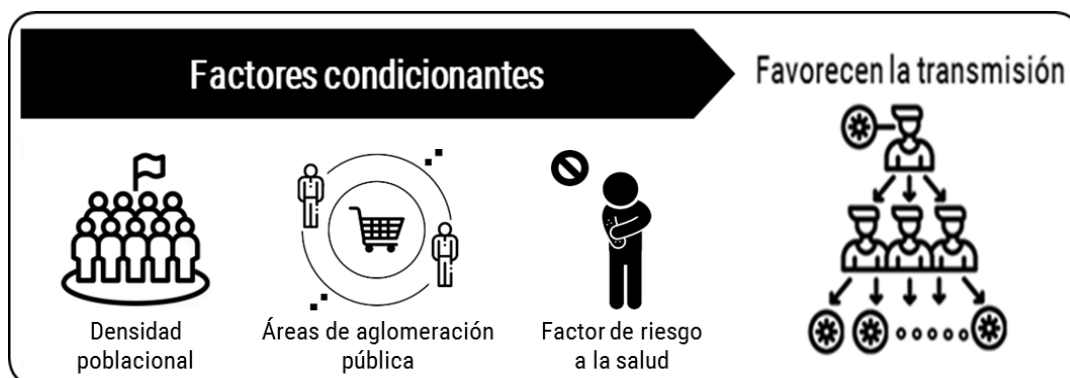 Factores condicionantes
Favorecen la transmisión
Densidad
poblacional
Áreas de aglomeración
pública
Factor de riesgo
a la salud